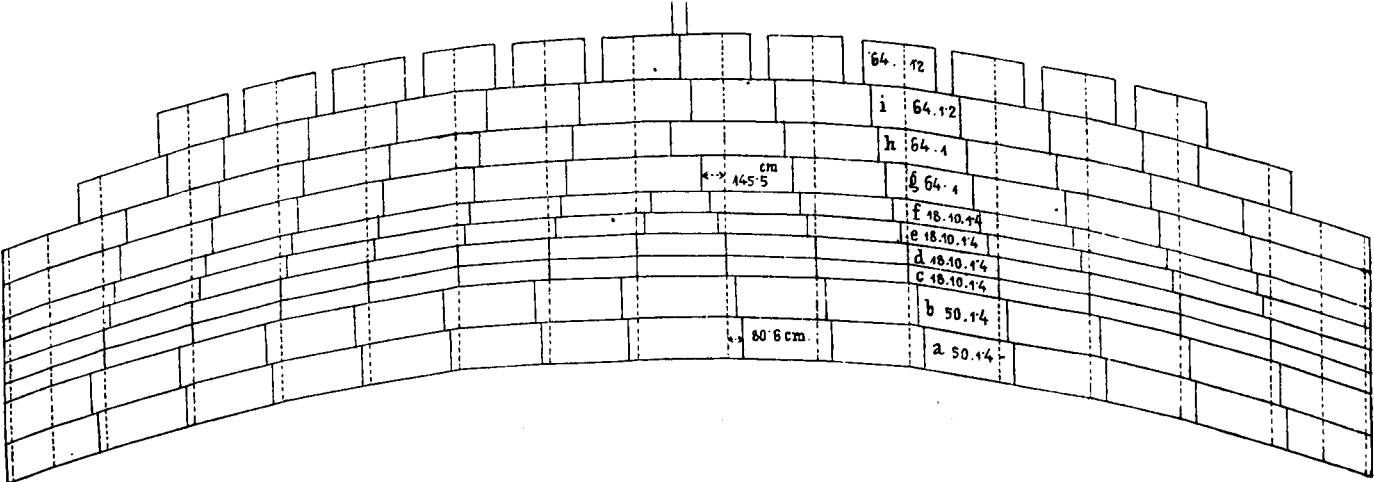 64. 12
i 64.1·2
h 64.1
cm
145·5
g 64.1
f 18.10.1·4
e 18.10.1·4
d 18.10.1·4
c 18.10.1·4
b 50.1·4
80·6 cm
a 50.1·4